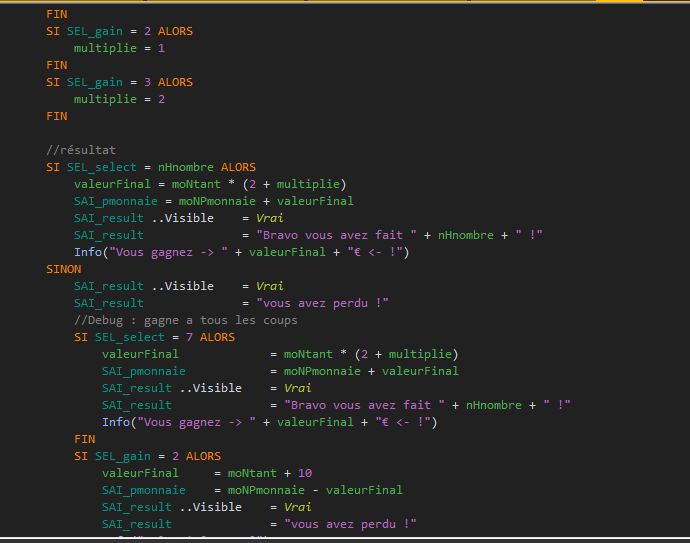 FIN
SI SEL_gain = 2 ALORS
multiplie = 1
FIN
SI SEL_gain = 3 ALORS
multiplie = 2
FIN
//résultat
SI SEL_select = nHnombre ALORS
valeurFinal = moNtant * (2 + multiplie)
SAI_pmonnaie = moNPmonnaie + valeurFinal
SAI_result ..Visible = Vrai
SAI_result = "Bravo vous avez fait " + nHnombre + " !"
Info("Vous gagnez -> " + valeurFinal + "€ <- !")
SINON
SAI_result ..Visible = Vrai
SAI_result = "vous avez perdu !"
//Debug : gagne a tous les coups
SI SEL_select = 7 ALORS
valeurFinal = moNtant * (2 + multiplie)
SAI_pmonnaie = moNPmonnaie + valeurFinal
SAI_result ..Visible = Vrai
SAI_result = "Bravo vous avez fait " + nHnombre + " !"
Info("Vous gagnez -> " + valeurFinal + "€ <- !")
FIN
SI SEL_gain = 2 ALORS
valeurFinal = moNtant + 10
SAI_pmonnaie = moNPmonnaie - valeurFinal
SAI_result ..Visible = Vrai
SAI_result = "vous avez perdu !"